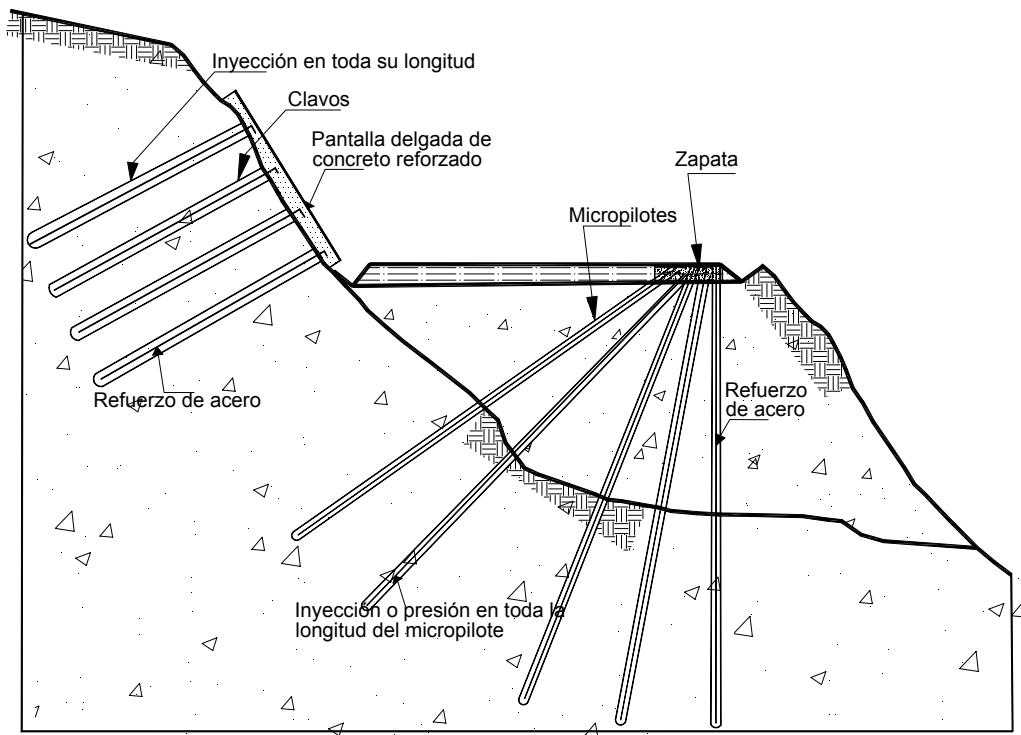 Inyección en toda su longitud
Clavos
Pantalla delgada de
concreto reforzado
Zapata
Micropilotes
Refuerzo de acero
Refuerzo
de acero
Inyección o presión en toda la
longitud del micropilote
1